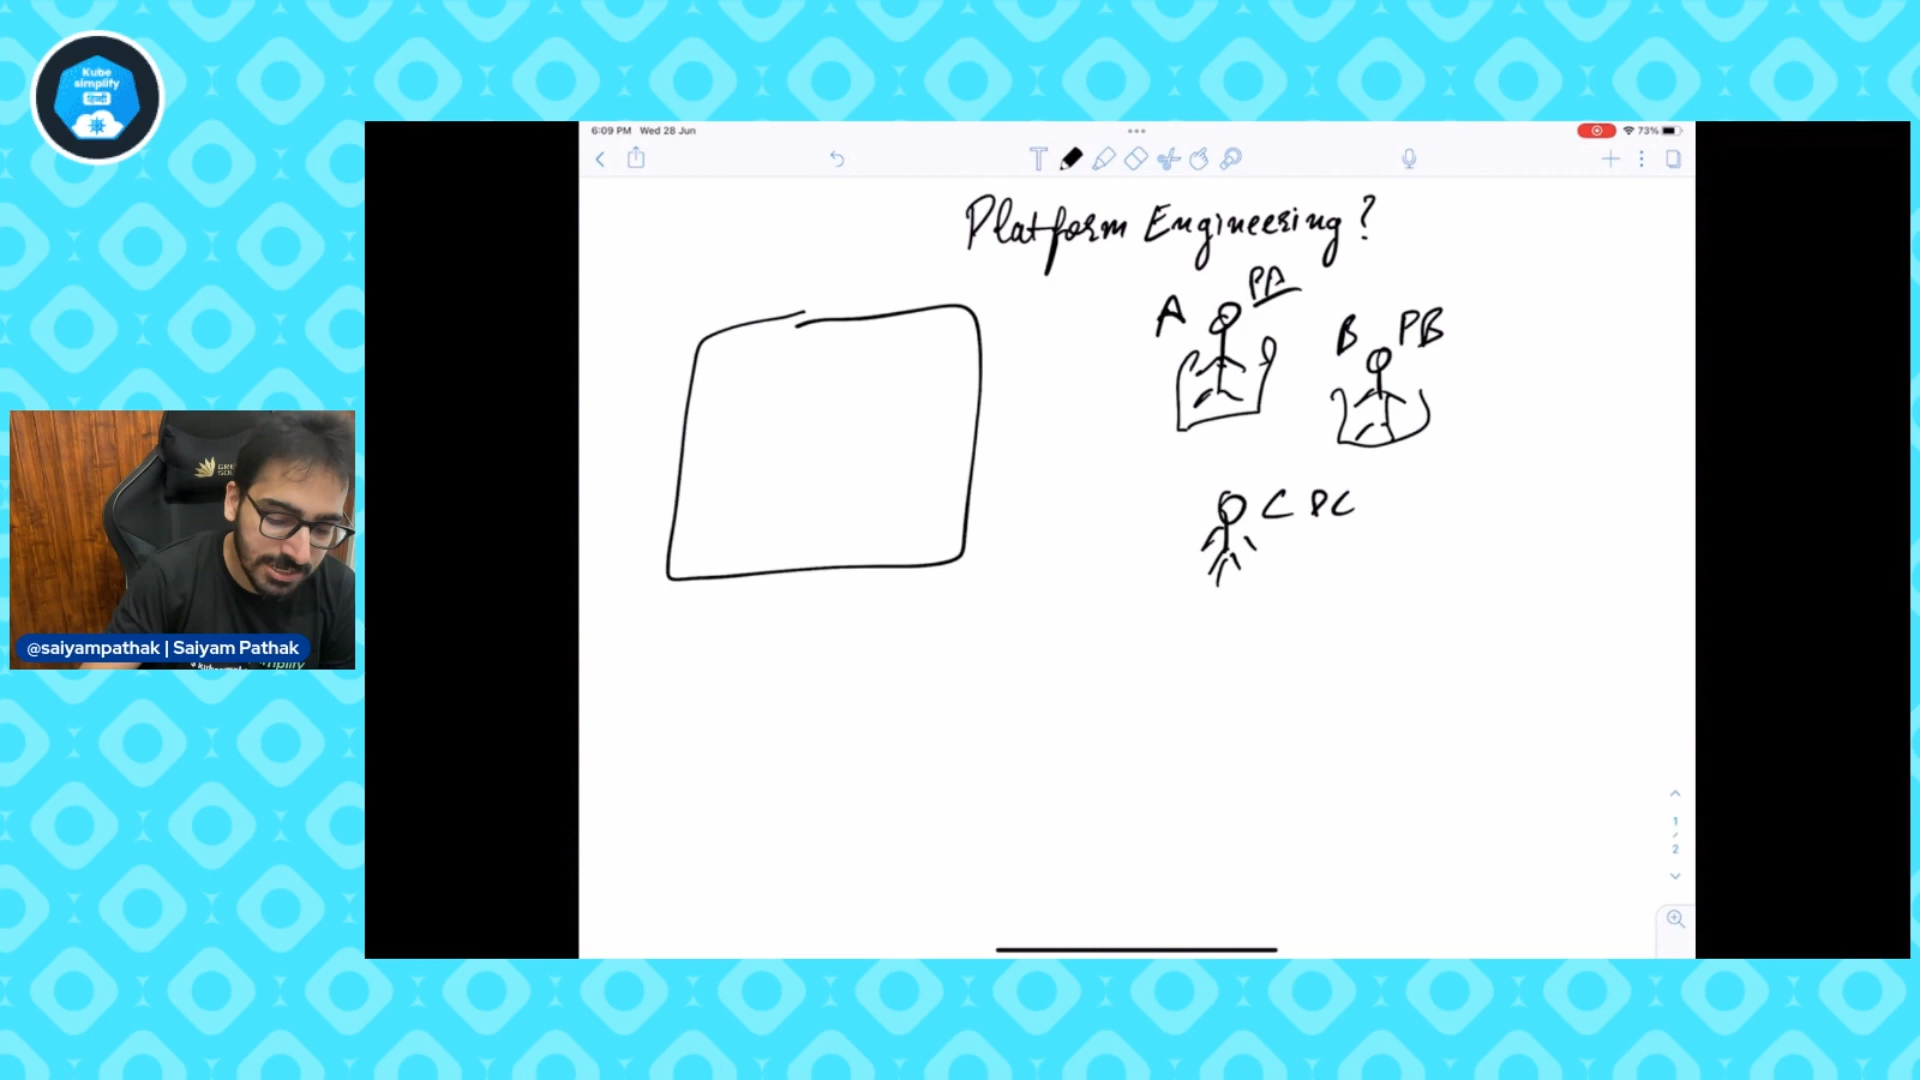 Kube
simplify
हिन्दी
6:09 PM Wed 28 Jun
73%
Platform Engineering?
A PA
B PB
C PC
GRE
@saiyampathak | Saiyam Pathak
1
2